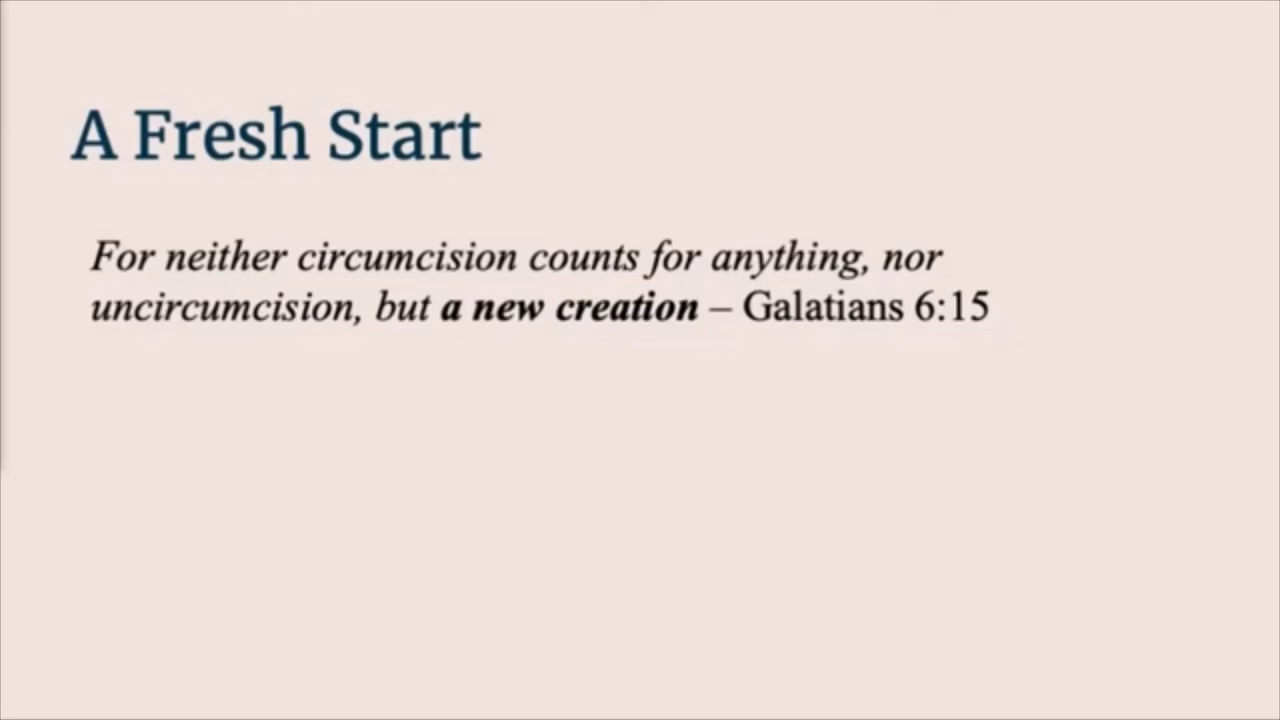 A Fresh Start
For neither circumcision counts for anything, nor
uncircumcision, but a new creation – Galatians 6:15